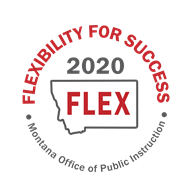 FLEXIBILITY FOR SUCCESS
2020
FLEX
• Montana Office of Public Instruction •